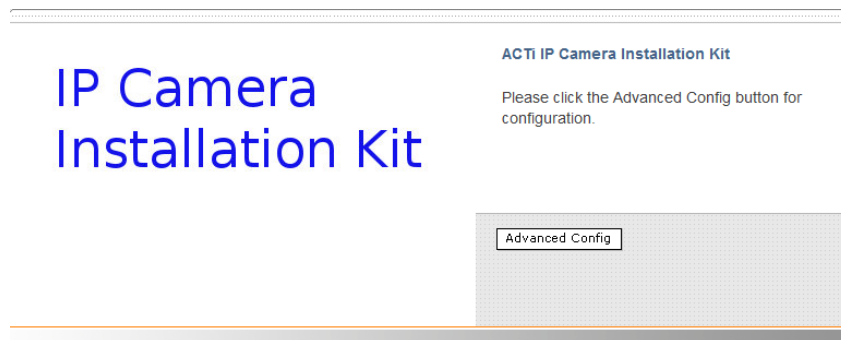 IP Camera
Installation Kit
ACTi IP Camera Installation Kit
Please click the Advanced Config button for
configuration.
Advanced Config